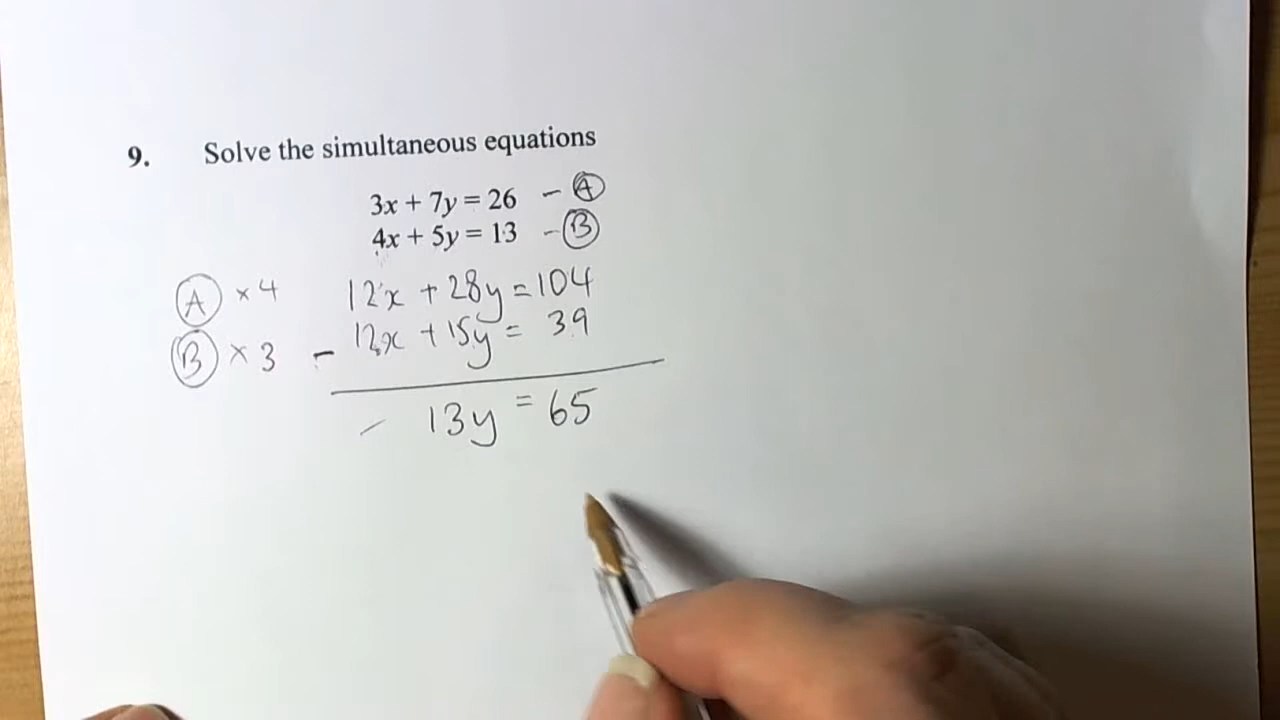 9. Solve the simultaneous equations
3x + 7y = 26 - A
4x + 5y = 13 - B
A × 4 12x + 28y = 104
B × 3 - 12x + 15y = 39
- 13y = 65